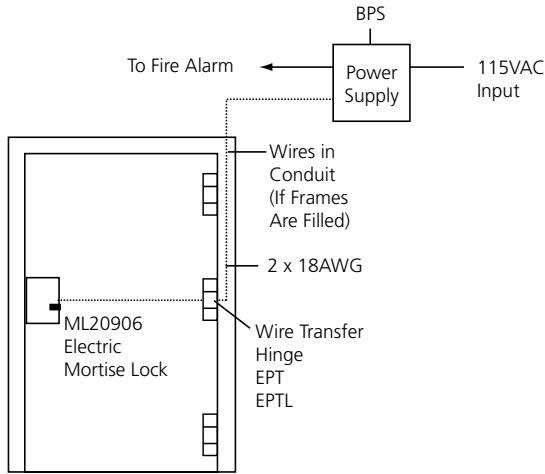 BPS
To Fire Alarm
Power
Supply
115VAC
Input
Wires in
Conduit
(If Frames
Are Filled)
2 x 18AWG
ML20906
Electric
Mortise Lock
Wire Transfer
Hinge
EPT
EPTL